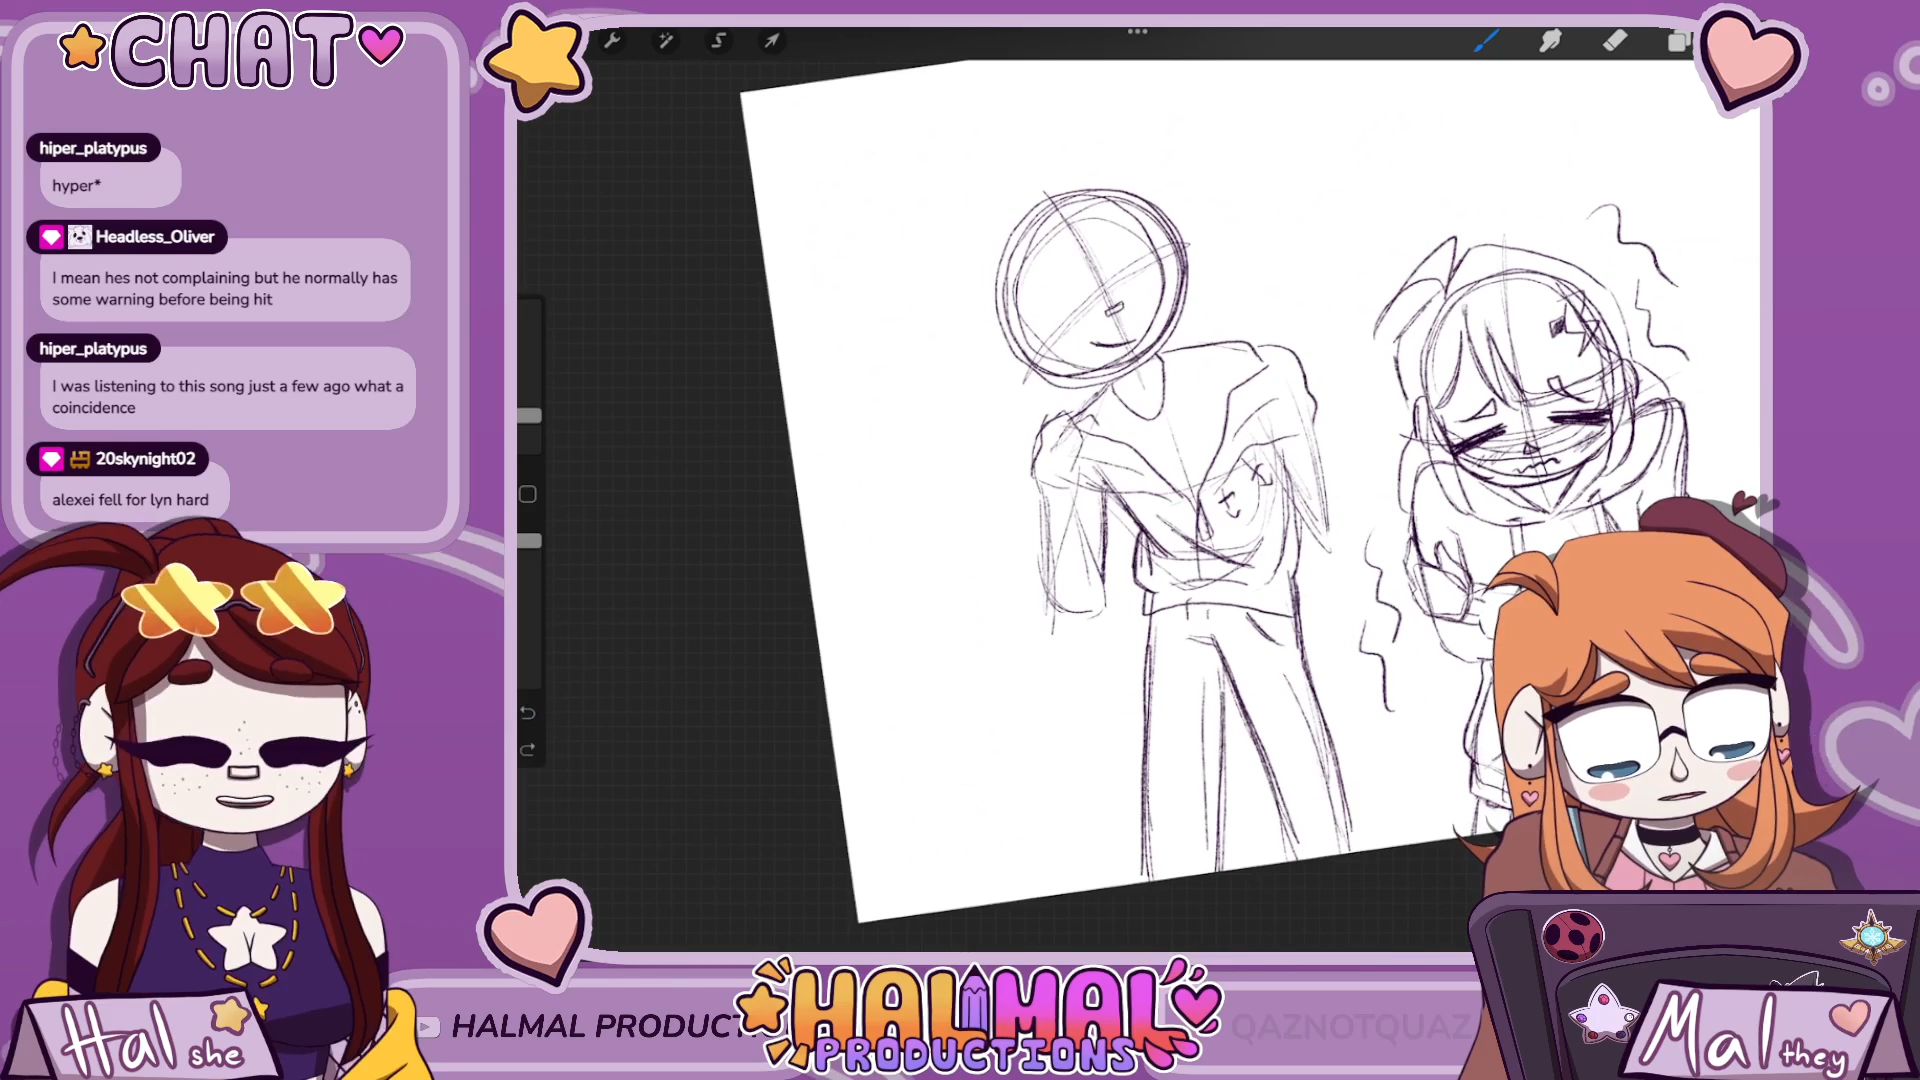 CHAT
hiper_platypus
hyper*
Headless_Oliver
I mean hes not complaining but he normally has
some warning before being hit
hiper_platypus
I was listening to this song just a few ago what a
coincidence
20skynight02
alexei fell for lyn hard
Hal she
HALMAL PRODUCT
HALMAL
PRODUCTIONS
QAZNOTQUAZ
Mal they